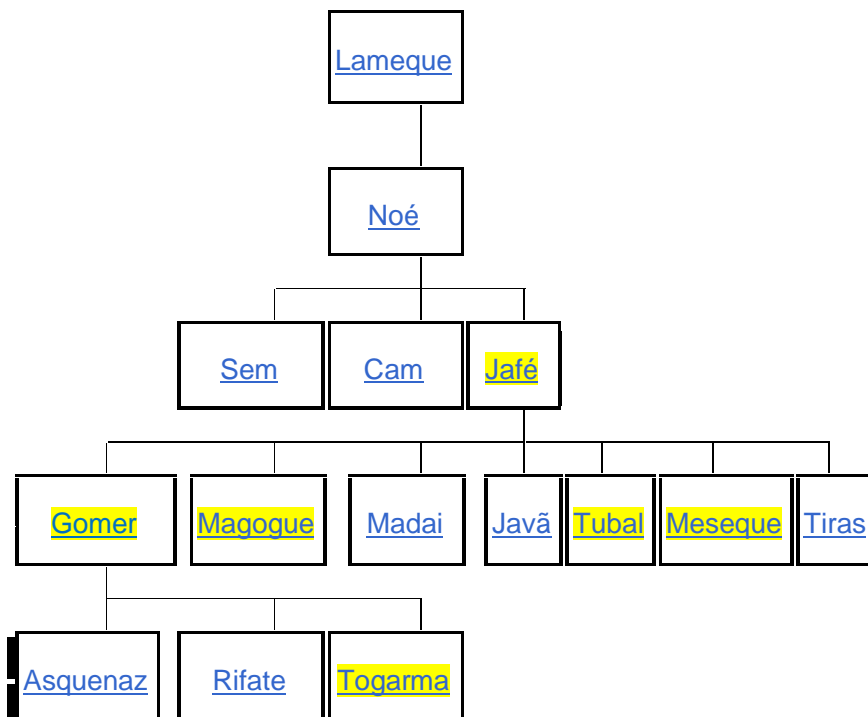 Lameque
Noé
Sem Cam Jafé
Gomer Magogue Madai Javã Tubal Meseque Tiras
Asquenaz Rifate Togarma